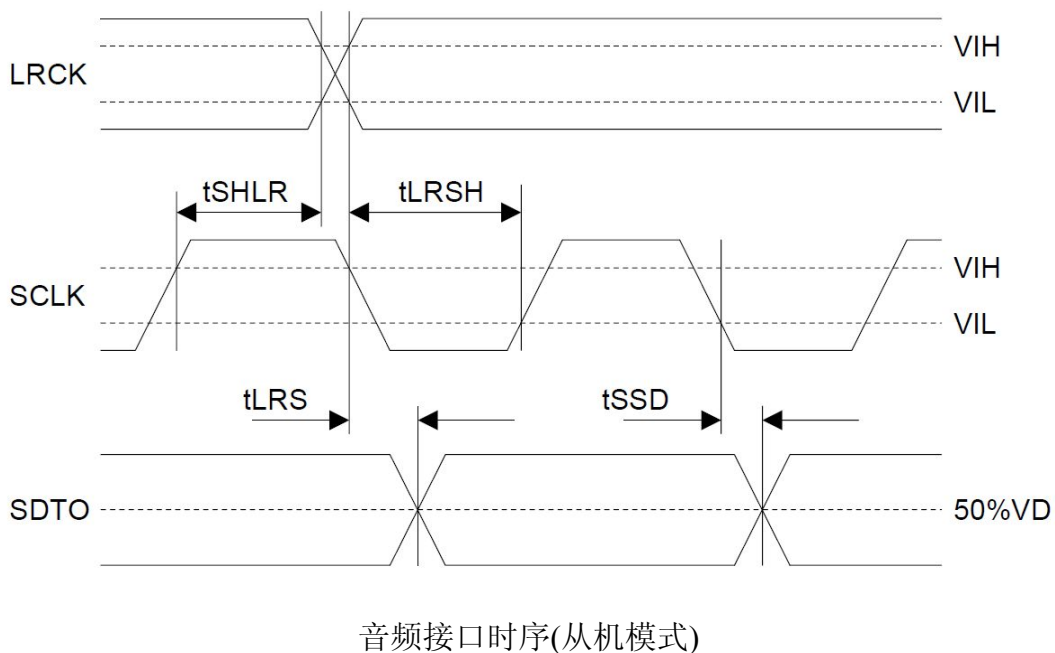 LRCK
VIH
VIL
tSHLR
tLRSH
SCLK
VIH
VIL
tLRS
tSSD
SDTO
50%VD
音频接口时序(从机模式)